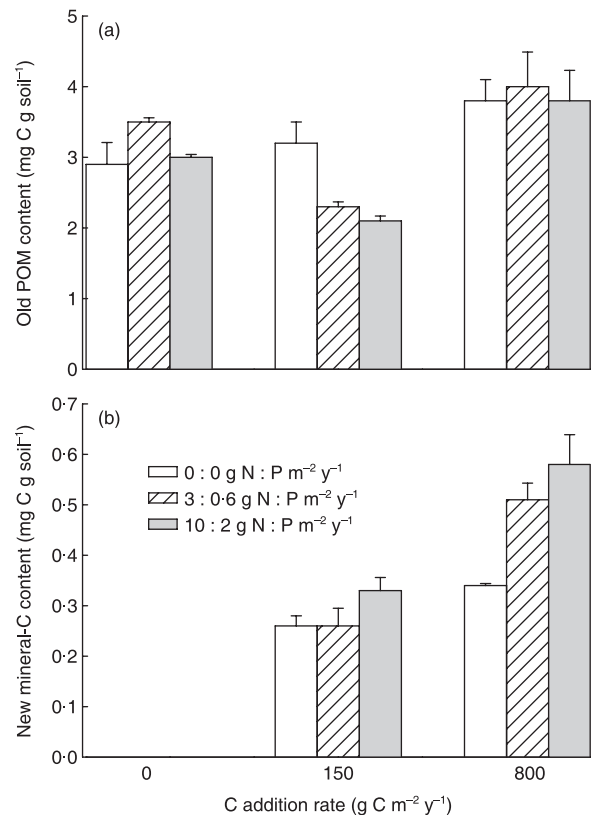 (a)
5
4
3
2
1
0
Old POM content (mg C g soil⁻¹)
(b)
0·7
0·6
0·5
0·4
0·3
0·2
0·1
0·0
New mineral-C content (mg C g soil⁻¹)
0 : 0 g N : P m⁻² y⁻¹
3 : 0·6 g N : P m⁻² y⁻¹
10 : 2 g N : P m⁻² y⁻¹
0 150 800
C addition rate (g C m⁻² y⁻¹)